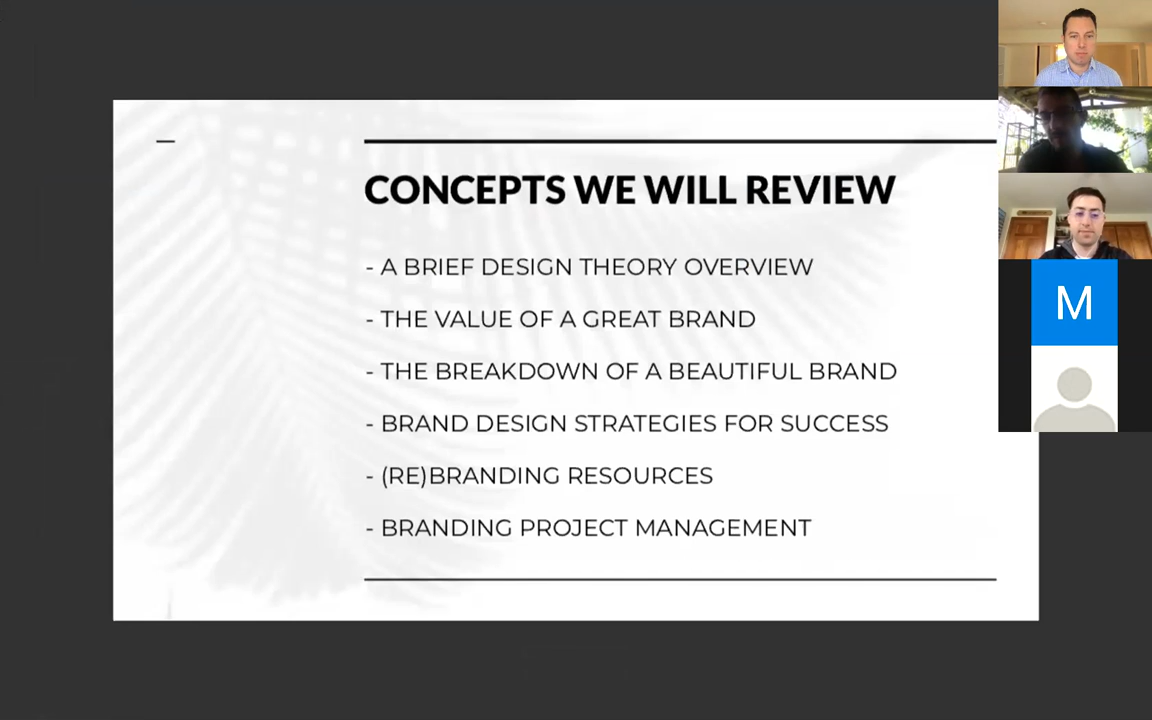 CONCEPTS WE WILL REVIEW
- A BRIEF DESIGN THEORY OVERVIEW
- THE VALUE OF A GREAT BRAND
- THE BREAKDOWN OF A BEAUTIFUL BRAND
- BRAND DESIGN STRATEGIES FOR SUCCESS
- (RE)BRANDING RESOURCES
- BRANDING PROJECT MANAGEMENT
M